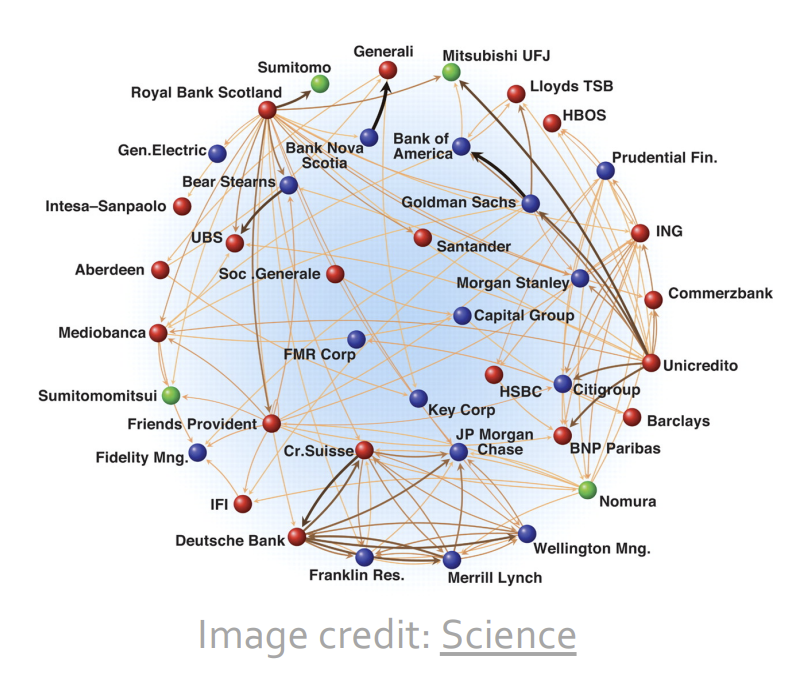 Generali
Mitsubishi UFJ
Sumitomo
Lloyds TSB
Royal Bank Scotland
HBOS
Gen.Electric
Bank Nova
Scotia
Bank of
America
Prudential Fin.
Bear Stearns
Intesa–Sanpaolo
Goldman Sachs
UBS
Santander
ING
Aberdeen
Soc .Generale
Morgan Stanley
Commerzbank
Mediobanca
Capital Group
FMR Corp
Unicredito
HSBC
Citigroup
Sumitomomitsui
Key Corp
Barclays
Friends Provident
JP Morgan
Chase
BNP Paribas
Fidelity Mng.
Cr.Suisse
IFI
Nomura
Deutsche Bank
Wellington Mng.
Franklin Res.
Merrill Lynch
Image credit: Science